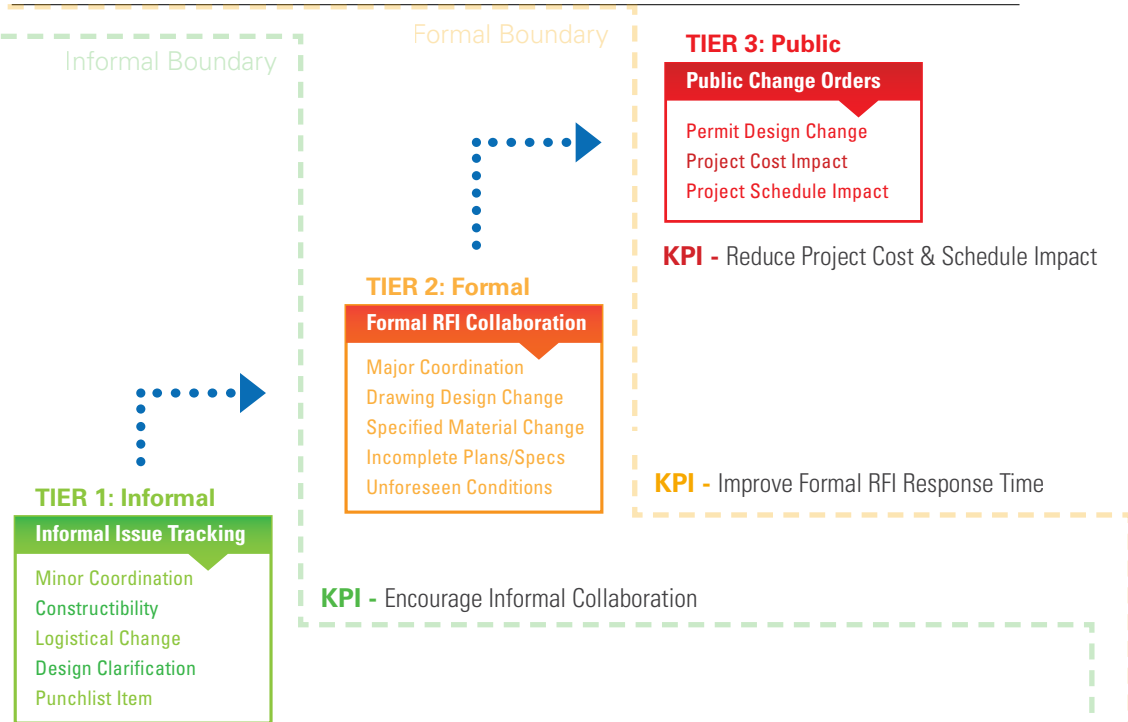 Informal Boundary
Formal Boundary
TIER 3: Public
Public Change Orders
Permit Design Change
Project Cost Impact
Project Schedule Impact
KPI - Reduce Project Cost & Schedule Impact
TIER 2: Formal
Formal RFI Collaboration
Major Coordination
Drawing Design Change
Specified Material Change
Incomplete Plans/Specs
Unforeseen Conditions
KPI - Improve Formal RFI Response Time
TIER 1: Informal
Informal Issue Tracking
Minor Coordination
Constructibility
Logistical Change
Design Clarification
Punchlist Item
KPI - Encourage Informal Collaboration